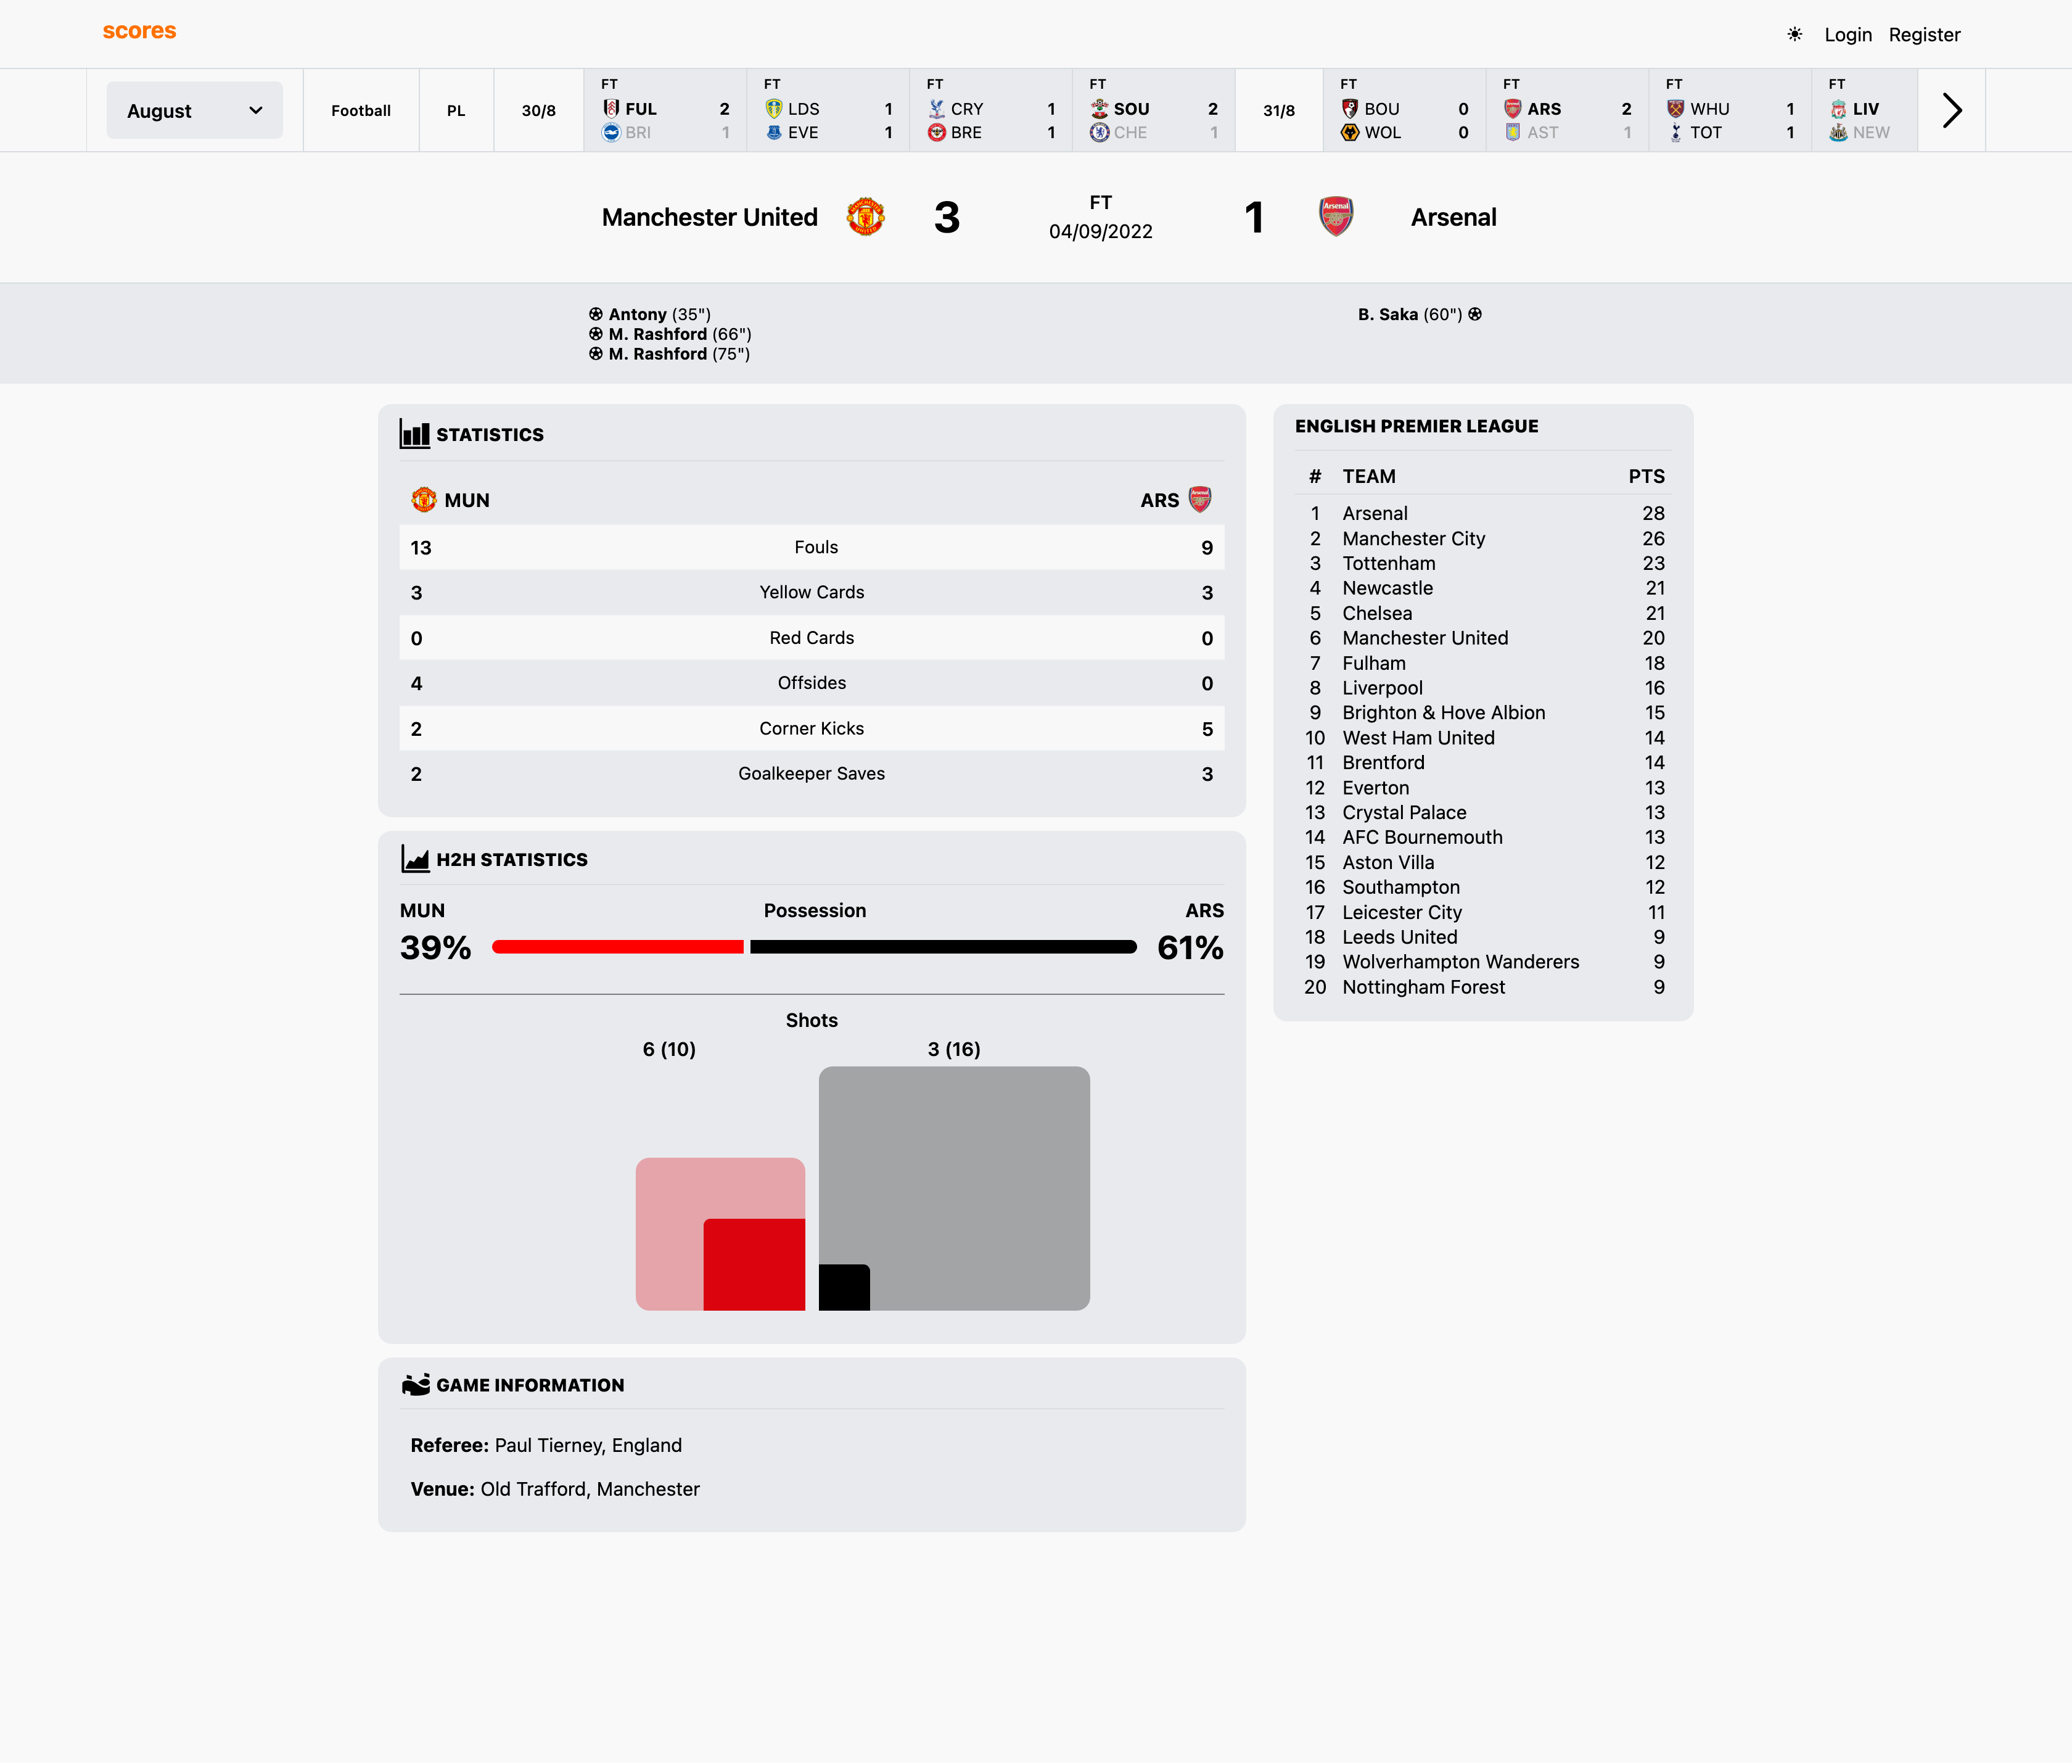 scores
Login Register
August
Football
PL
30/8
FT
FUL 2
BRI 1
FT
LDS 1
EVE 1
FT
CRY 1
BRE 1
FT
SOU 2
CHE 1
31/8
FT
BOU 0
WOL 0
FT
ARS 2
AST 1
FT
WHU 1
TOT 1
FT
LIV
NEW
Manchester United 3 FT 1 Arsenal
04/09/2022
Antony (35")
M. Rashford (66")
M. Rashford (75")
B. Saka (60")
STATISTICS
MUN ARS
13 Fouls 9
3 Yellow Cards 3
0 Red Cards 0
4 Offsides 0
2 Corner Kicks 5
2 Goalkeeper Saves 3
H2H STATISTICS
MUN Possession ARS
39% 61%
Shots
6 (10) 3 (16)
GAME INFORMATION
Referee: Paul Tierney, England
Venue: Old Trafford, Manchester
ENGLISH PREMIER LEAGUE
# TEAM PTS
1 Arsenal 28
2 Manchester City 26
3 Tottenham 23
4 Newcastle 21
5 Chelsea 21
6 Manchester United 20
7 Fulham 18
8 Liverpool 16
9 Brighton & Hove Albion 15
10 West Ham United 14
11 Brentford 14
12 Everton 13
13 Crystal Palace 13
14 AFC Bournemouth 13
15 Aston Villa 12
16 Southampton 12
17 Leicester City 11
18 Leeds United 9
19 Wolverhampton Wanderers 9
20 Nottingham Forest 9